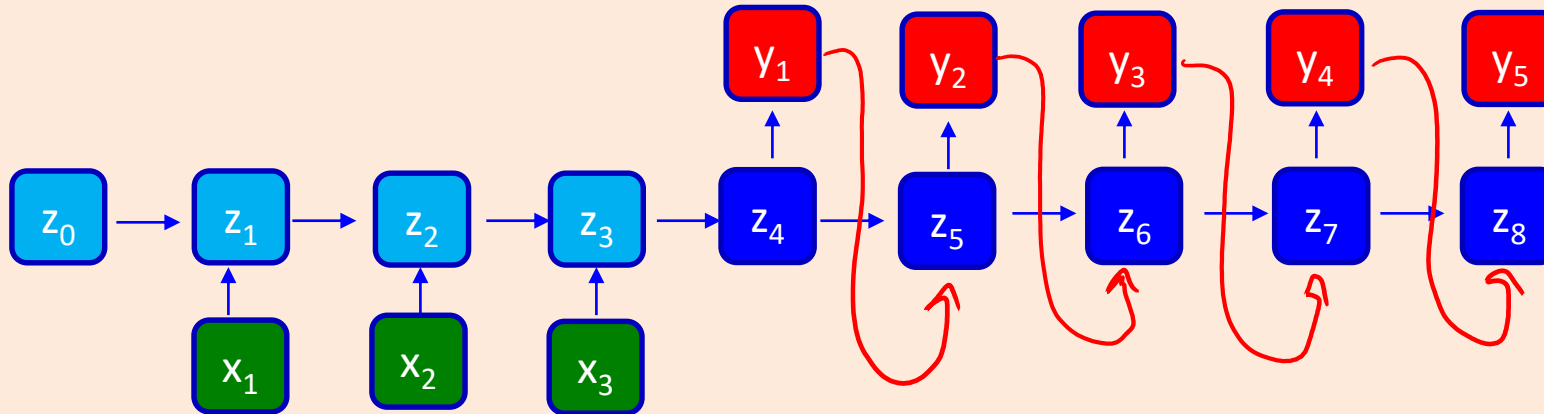 y₁ y₂ y₃ y₄ y₅
z₀ z₁ z₂ z₃ z₄ z₅ z₆ z₇ z₈
x₁ x₂ x₃